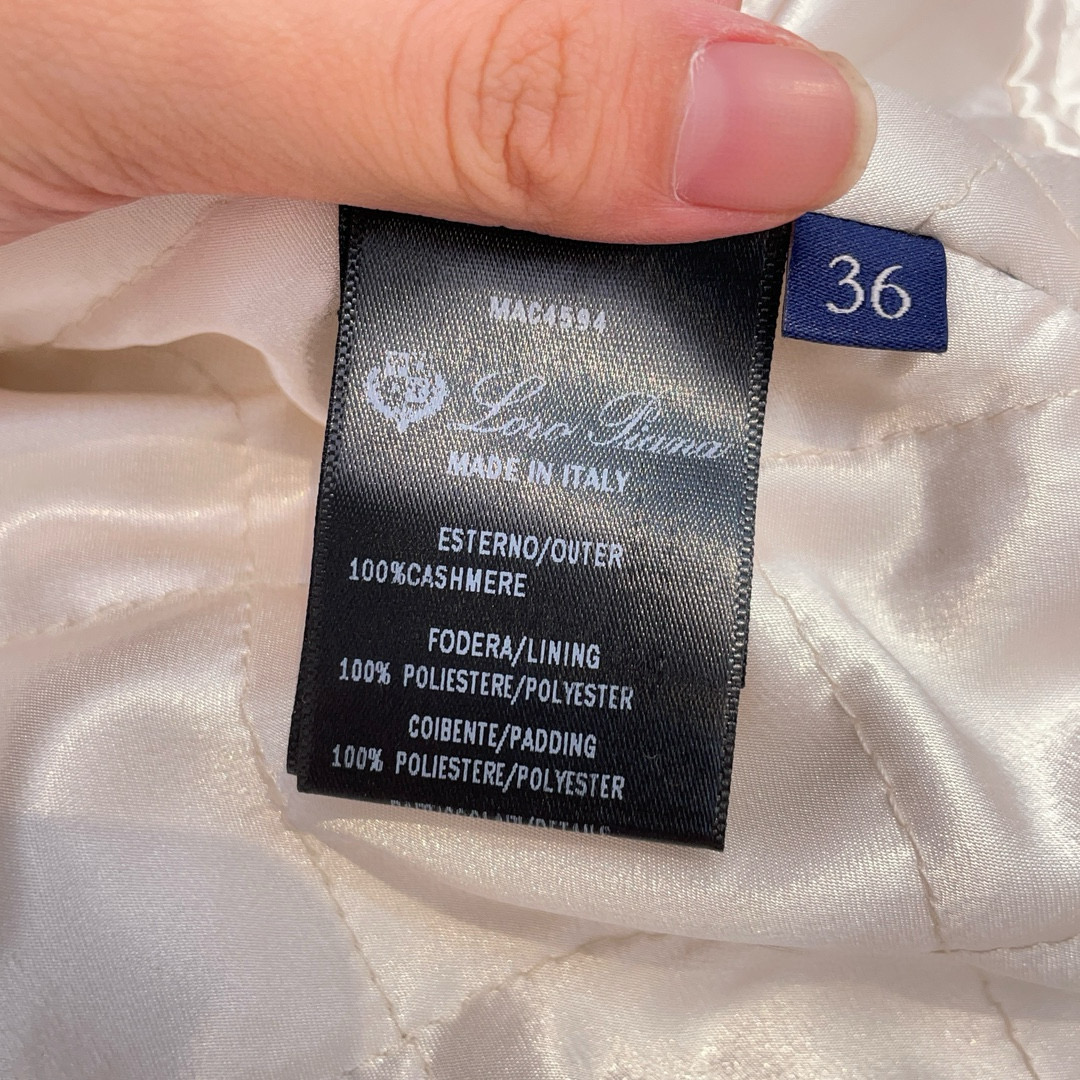 MAC4594
Loro Piana
MADE IN ITALY
36
ESTERNO/OUTER
100%CASHMERE
FODERA/LINING
100% POLIESTERE/POLYESTER
COIBENTE/PADDING
100% POLIESTERE/POLYESTER